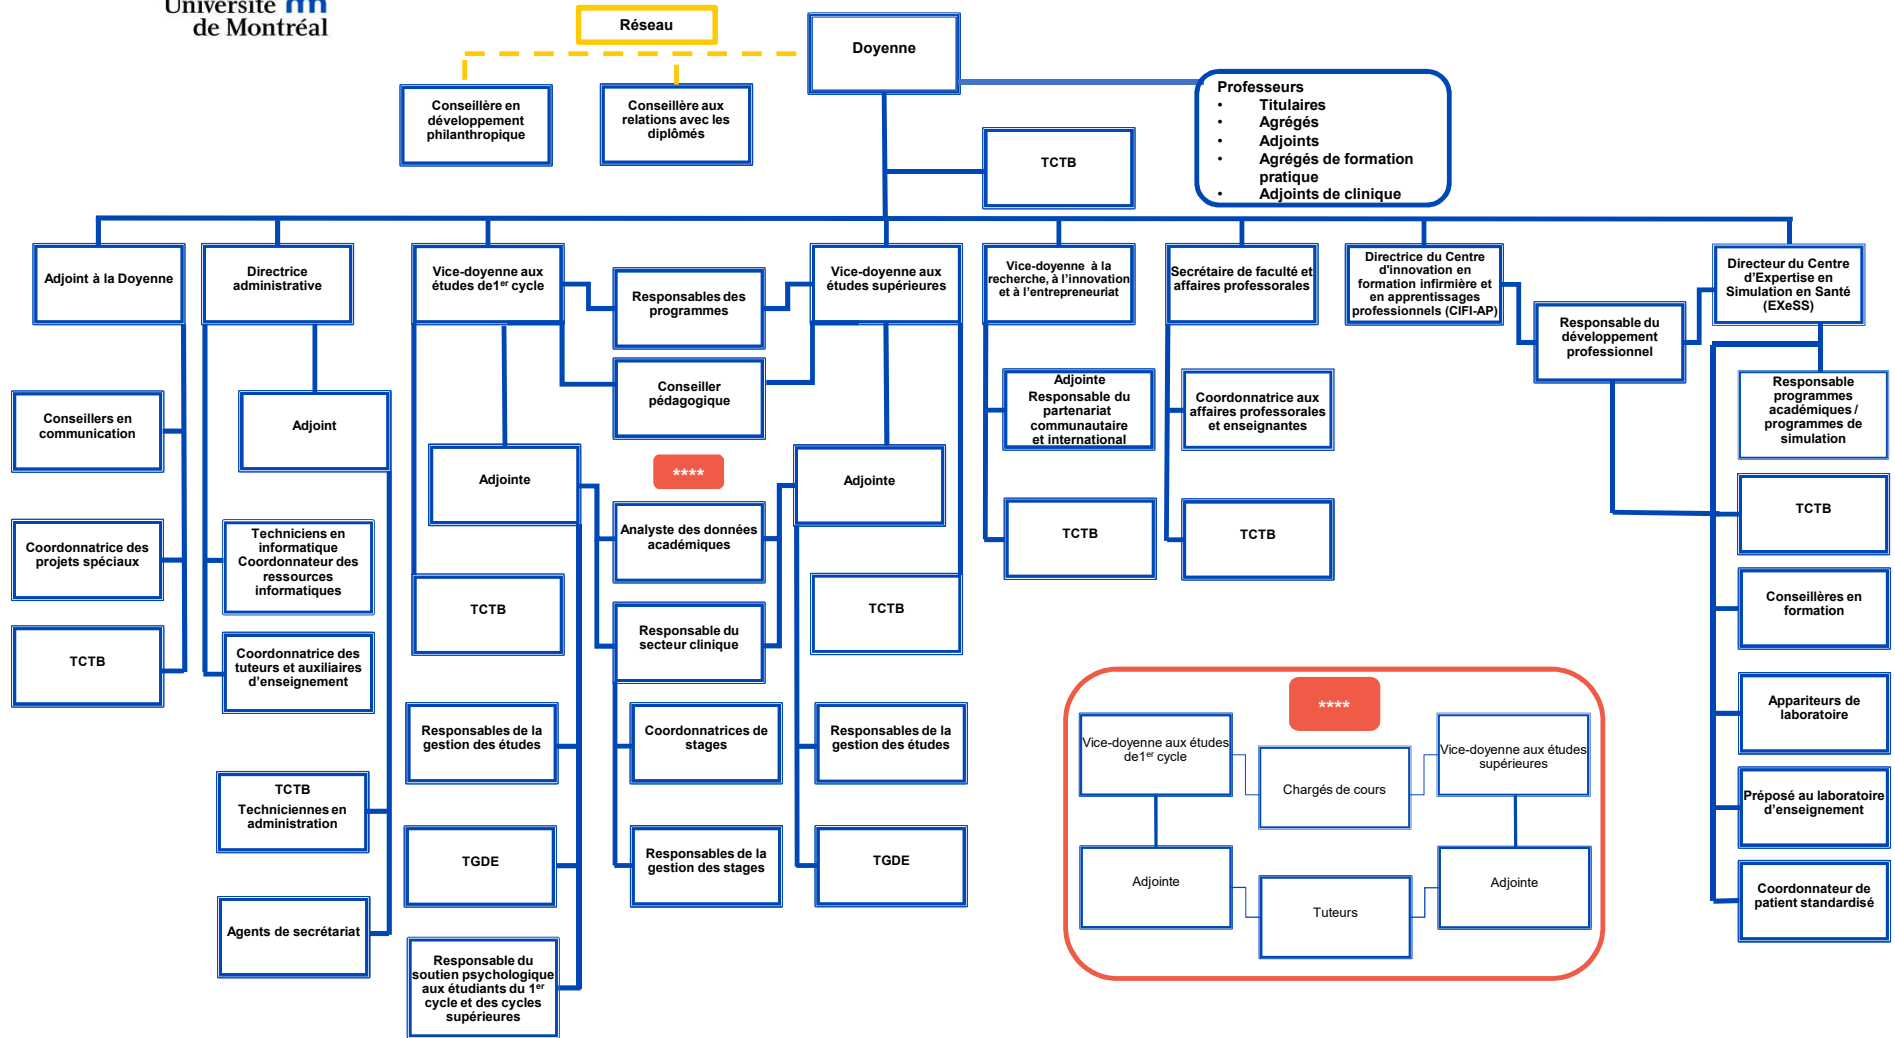 Université
de Montréal
Réseau
Doyenne
Conseillère en
développement
philanthropique
Conseillère aux
relations avec les
diplômés
Professeurs
• Titulaires
• Agrégés
• Adjoints
• Agrégés de formation
pratique
• Adjoints de clinique
TCTB
Adjoint à la Doyenne
Directrice
administrative
Vice-doyenne aux
études de1er cycle
Responsables des
programmes
Vice-doyenne aux
études supérieures
Vice-doyenne à la
recherche, à l'innovation
et à l'entrepreneuriat
Secrétaire de faculté et
affaires professorales
Directrice du Centre
d'innovation en
formation infirmière et
en apprentissages
professionnels (CIFI-AP)
Responsable du
développement
professionnel
Directeur du Centre
d'Expertise en
Simulation en Santé
(EXeSS)
Conseillers en
communication
Adjoint
Conseiller
pédagogique
Adjointe
Responsable du
partenariat
communautaire
et international
Coordonnatrice aux
affaires professorales
et enseignantes
Responsable
programmes
académiques /
programmes de
simulation
Adjointe
****
Adjointe
Coordonnatrice des
projets spéciaux
Techniciens en
informatique
Coordonnateur des
ressources
informatiques
Analyste des données
académiques
TCTB
TCTB
TCTB
TCTB
TCTB
Responsable du
secteur clinique
TCTB
Conseillères en
formation
TCTB
Coordonnatrice des
tuteurs et auxiliaires
d'enseignement
Responsables de la
gestion des études
Coordonnatrices de
stages
Responsables de la
gestion des études
Appariteurs de
laboratoire
TCTB
Techniciennes en
administration
TGDE
Responsables de la
gestion des stages
TGDE
Préposé au laboratoire
d'enseignement
Agents de secrétariat
Responsable du
soutien psychologique
aux étudiants du 1er
cycle et des cycles
supérieures
Coordonnateur de
patient standardisé
****
Vice-doyenne aux études
de1er cycle
Chargés de cours
Vice-doyenne aux études
supérieures
Adjointe
Tuteurs
Adjointe